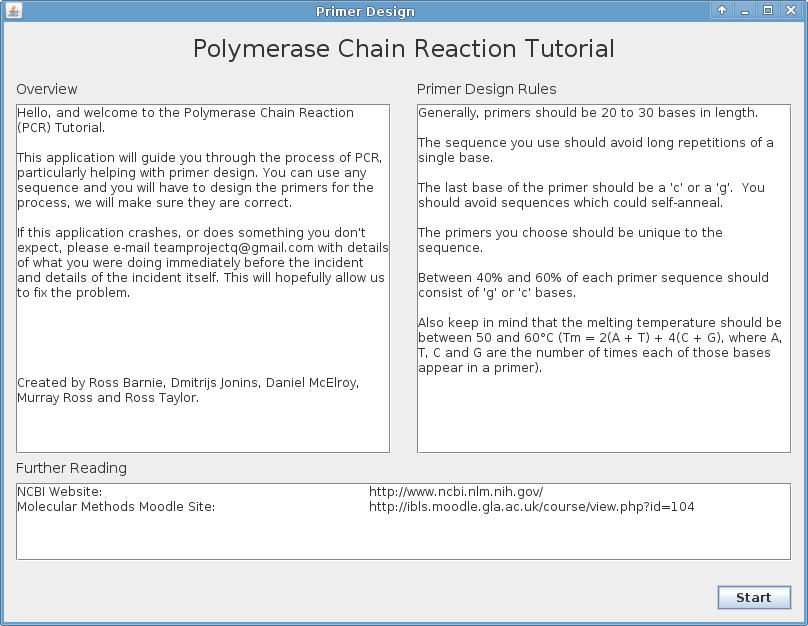 Primer Design
Polymerase Chain Reaction Tutorial
Overview
Hello, and welcome to the Polymerase Chain Reaction
(PCR) Tutorial.
This application will guide you through the process of PCR,
particularly helping with primer design. You can use any
sequence and you will have to design the primers for the
process, we will make sure they are correct.
If this application crashes, or does something you don't
expect, please e-mail teamprojectq@gmail.com with details
of what you were doing immediately before the incident
and details of the incident itself. This will hopefully allow us
to fix the problem.
Created by Ross Barnie, Dmitrijs Jonins, Daniel McElroy,
Murray Ross and Ross Taylor.
Primer Design Rules
Generally, primers should be 20 to 30 bases in length.
The sequence you use should avoid long repetitions of a
single base.
The last base of the primer should be a 'c' or a 'g'.  You
should avoid sequences which could self-anneal.
The primers you choose should be unique to the
sequence.
Between 40% and 60% of each primer sequence should
consist of 'g' or 'c' bases.
Also keep in mind that the melting temperature should be
between 50 and 60°C (Tm = 2(A + T) + 4(C + G), where A,
T, C and G are the number of times each of those bases
appear in a primer).
Further Reading
NCBI Website: http://www.ncbi.nlm.nih.gov/
Molecular Methods Moodle Site: http://ibls.moodle.gla.ac.uk/course/view.php?id=104
Start